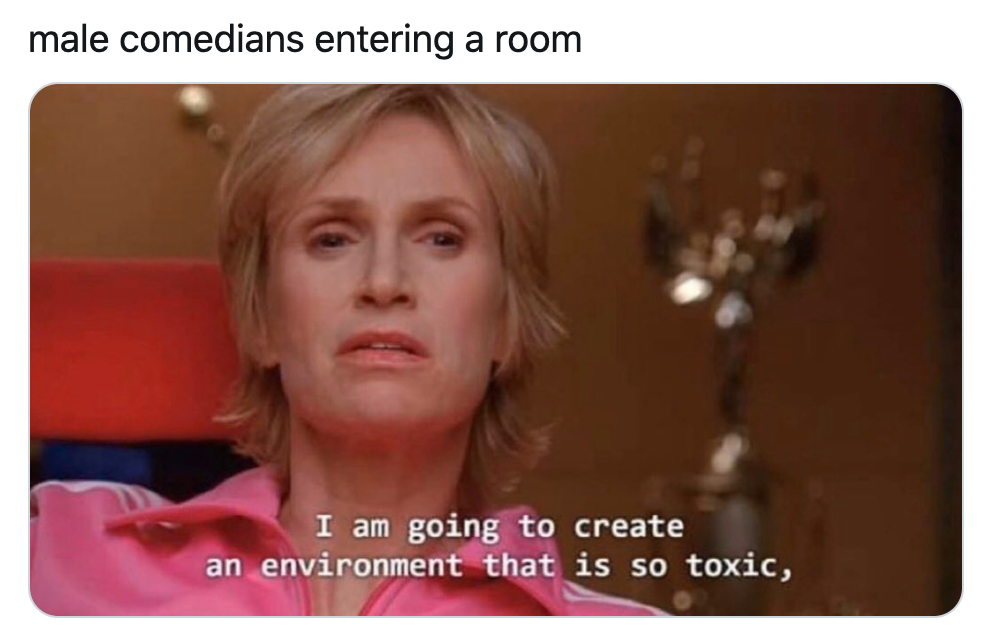 male comedians entering a room
I am going to create
an environment that is so toxic,